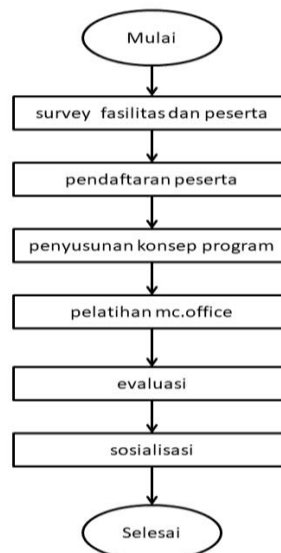 Mulai
survey fasilitas dan peserta
pendaftaran peserta
penyusunan konsep program
pelatihan mc.office
evaluasi
sosialisasi
Selesai